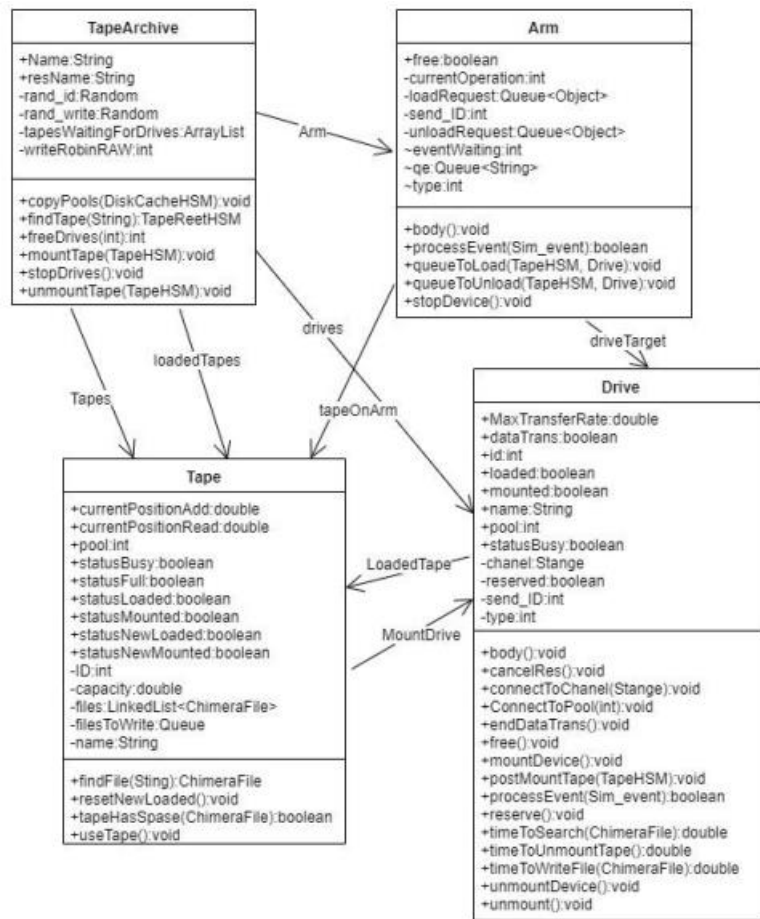 TapeArchive
+Name:String
+resName:String
-rand_id:Random
-rand_write:Random
-tapesWaitingForDrives:ArrayList
-writeRobinRAW:int
+copyPools(DiskCacheHSM):void
+findTape(String):TapeReetHSM
+freeDrives(int):int
+mountTape(TapeHSM):void
+stopDrives():void
+unmountTape(TapeHSM):void
Arm
Arm
+free:boolean
-currentOperation:int
-loadRequest:Queue<Object>
-send_ID:int
-unloadRequest:Queue<Object>
~eventWaiting:int
~qe:Queue<String>
~type:int
+body():void
+processEvent(Sim_event):boolean
+queueToLoad(TapeHSM, Drive):void
+queueToUnload(TapeHSM, Drive):void
+stopDevice():void
drives
driveTarget
loadedTapes
Tapes
tapeOnArm
Tape
+currentPositionAdd:double
+currentPositionRead:double
+pool:int
+statusBusy:boolean
+statusFull:boolean
+statusLoaded:boolean
+statusMounted:boolean
+statusNewLoaded:boolean
+statusNewMounted:boolean
-ID:int
-capacity:double
-files:LinkedList<ChimeraFile>
-filesToWrite:Queue
-name:String
+findFile(Sting):ChimeraFile
+resetNewLoaded():void
+tapeHasSpase(ChimeraFile):boolean
+useTape():void
LoadedTape
MountDrive
Drive
+MaxTransferRate:double
+dataTrans:boolean
+id:int
+loaded:boolean
+mounted:boolean
+name:String
+pool:int
+statusBusy:boolean
-chanel:Stange
-reserved:boolean
-send_ID:int
-type:int
+body():void
+cancelRes():void
+connectToChanel(Stange):void
+ConnectToPool(int):void
+endDataTrans():void
+free():void
+mountDevice():void
+postMountTape(TapeHSM):void
+processEvent(Sim_event):boolean
+reserve():void
+timeToSearch(ChimeraFile):double
+timeToUnmountTape():double
+timeToWriteFile(ChimeraFile):double
+unmountDevice():void
+unmount():void